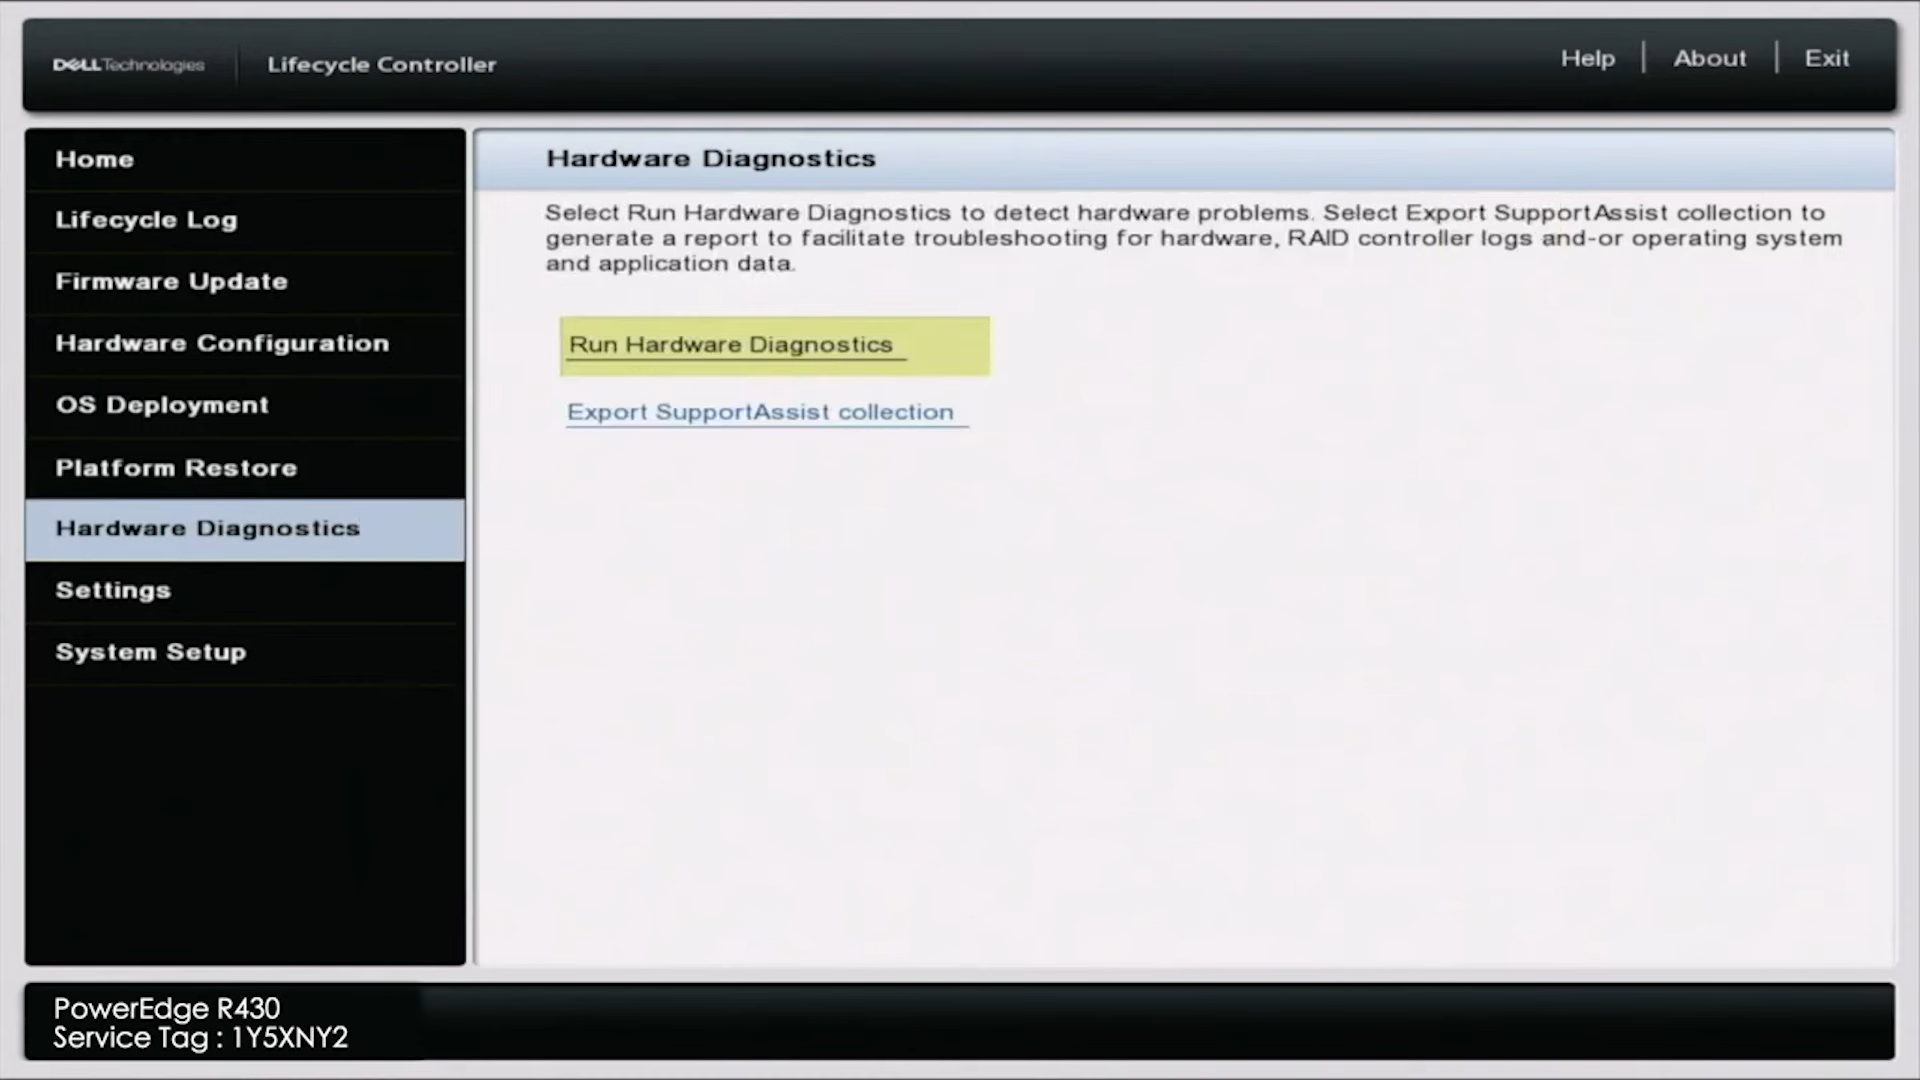 DELLTechnologies
Lifecycle Controller
Help
About
Exit
Home
Lifecycle Log
Firmware Update
Hardware Configuration
OS Deployment
Platform Restore
Hardware Diagnostics
Settings
System Setup
Hardware Diagnostics
Select Run Hardware Diagnostics to detect hardware problems. Select Export SupportAssist collection to
generate a report to facilitate troubleshooting for hardware, RAID controller logs and-or operating system
and application data.
Run Hardware Diagnostics
Export SupportAssist collection
PowerEdge R430
Service Tag : 1Y5XNY2